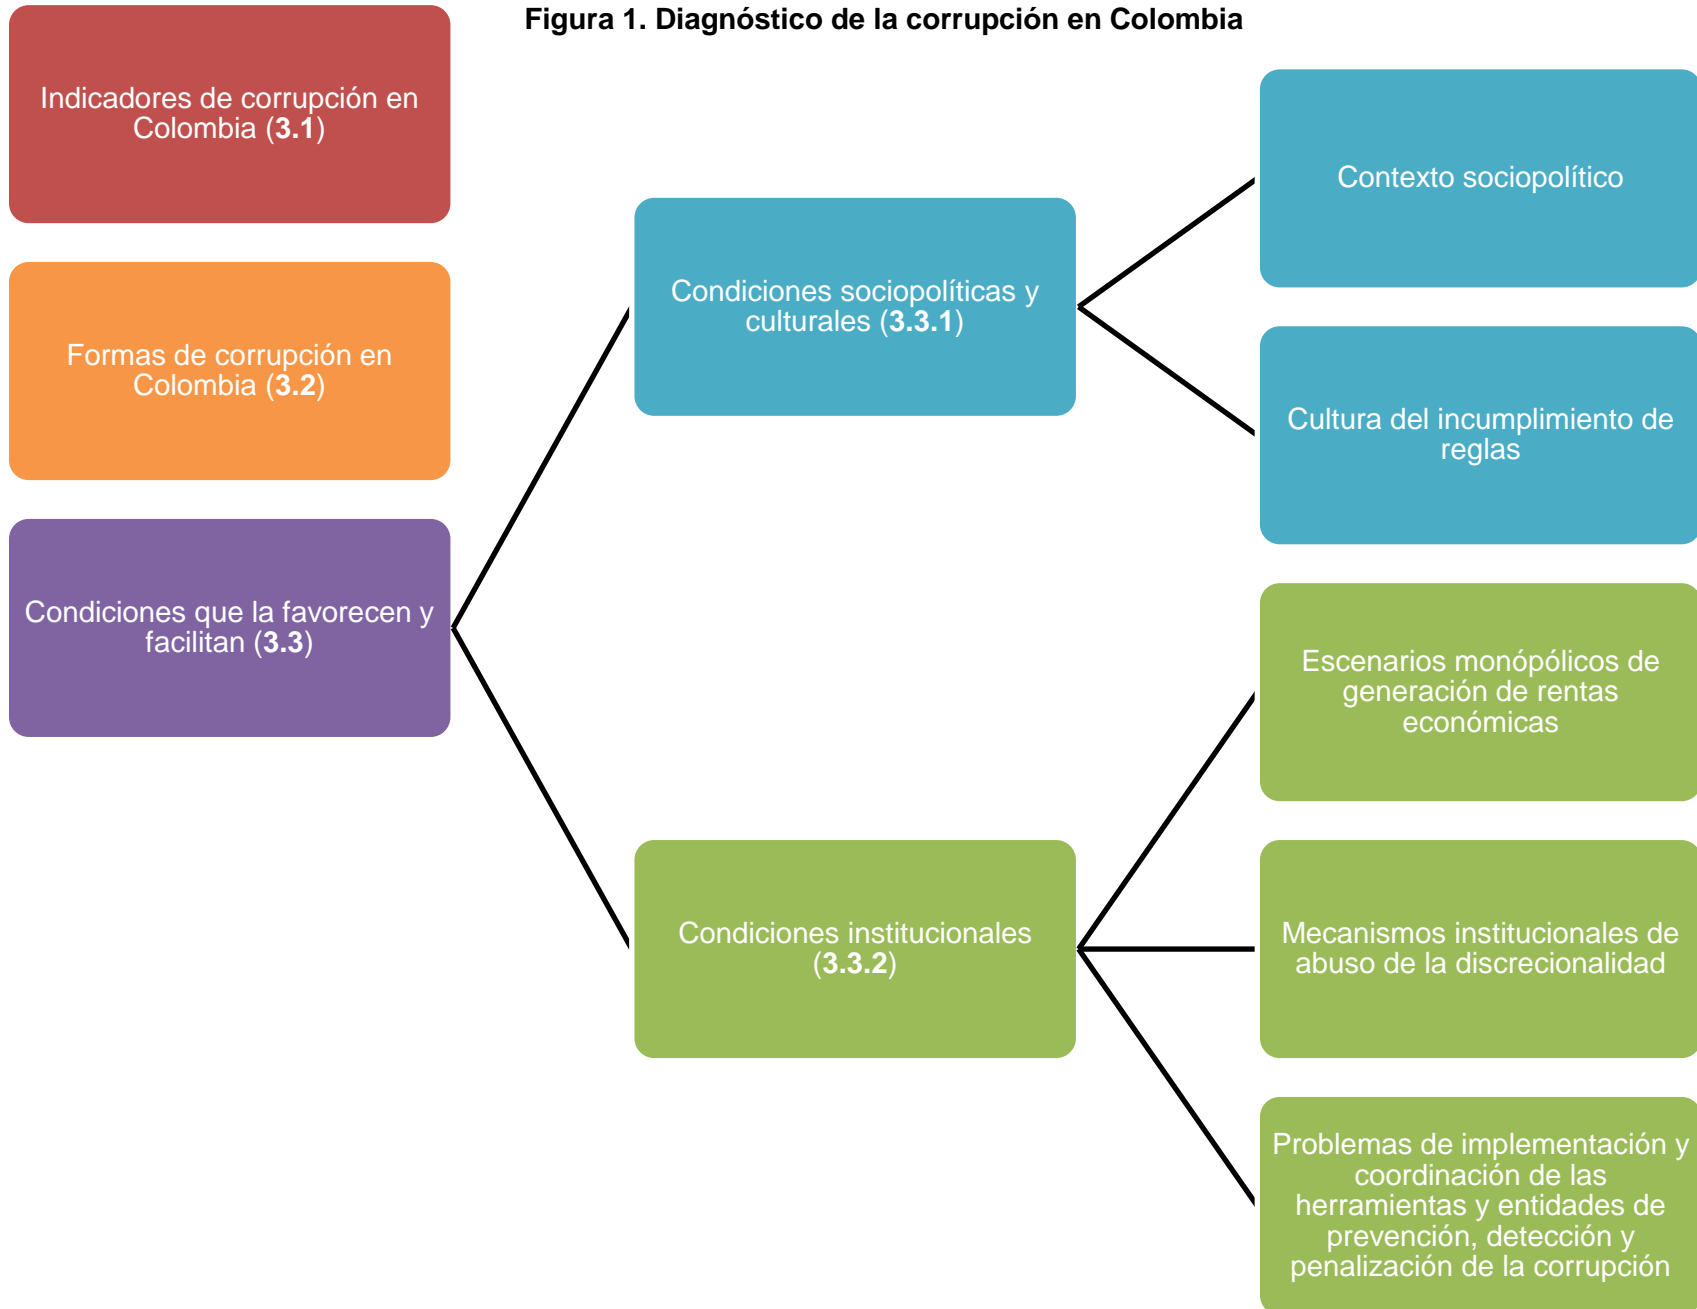 Figura 1. Diagnóstico de la corrupción en Colombia
Indicadores de corrupción en
Colombia (3.1)
Formas de corrupción en
Colombia (3.2)
Condiciones que la favorecen y
facilitan (3.3)
Condiciones sociopolíticas y
culturales (3.3.1)
Contexto sociopolítico
Cultura del incumplimiento de
reglas
Condiciones institucionales
(3.3.2)
Escenarios monópólicos de
generación de rentas
económicas
Mecanismos institucionales de
abuso de la discrecionalidad
Problemas de implementación y
coordinación de las
herramientas y entidades de
prevención, detección y
penalización de la corrupción